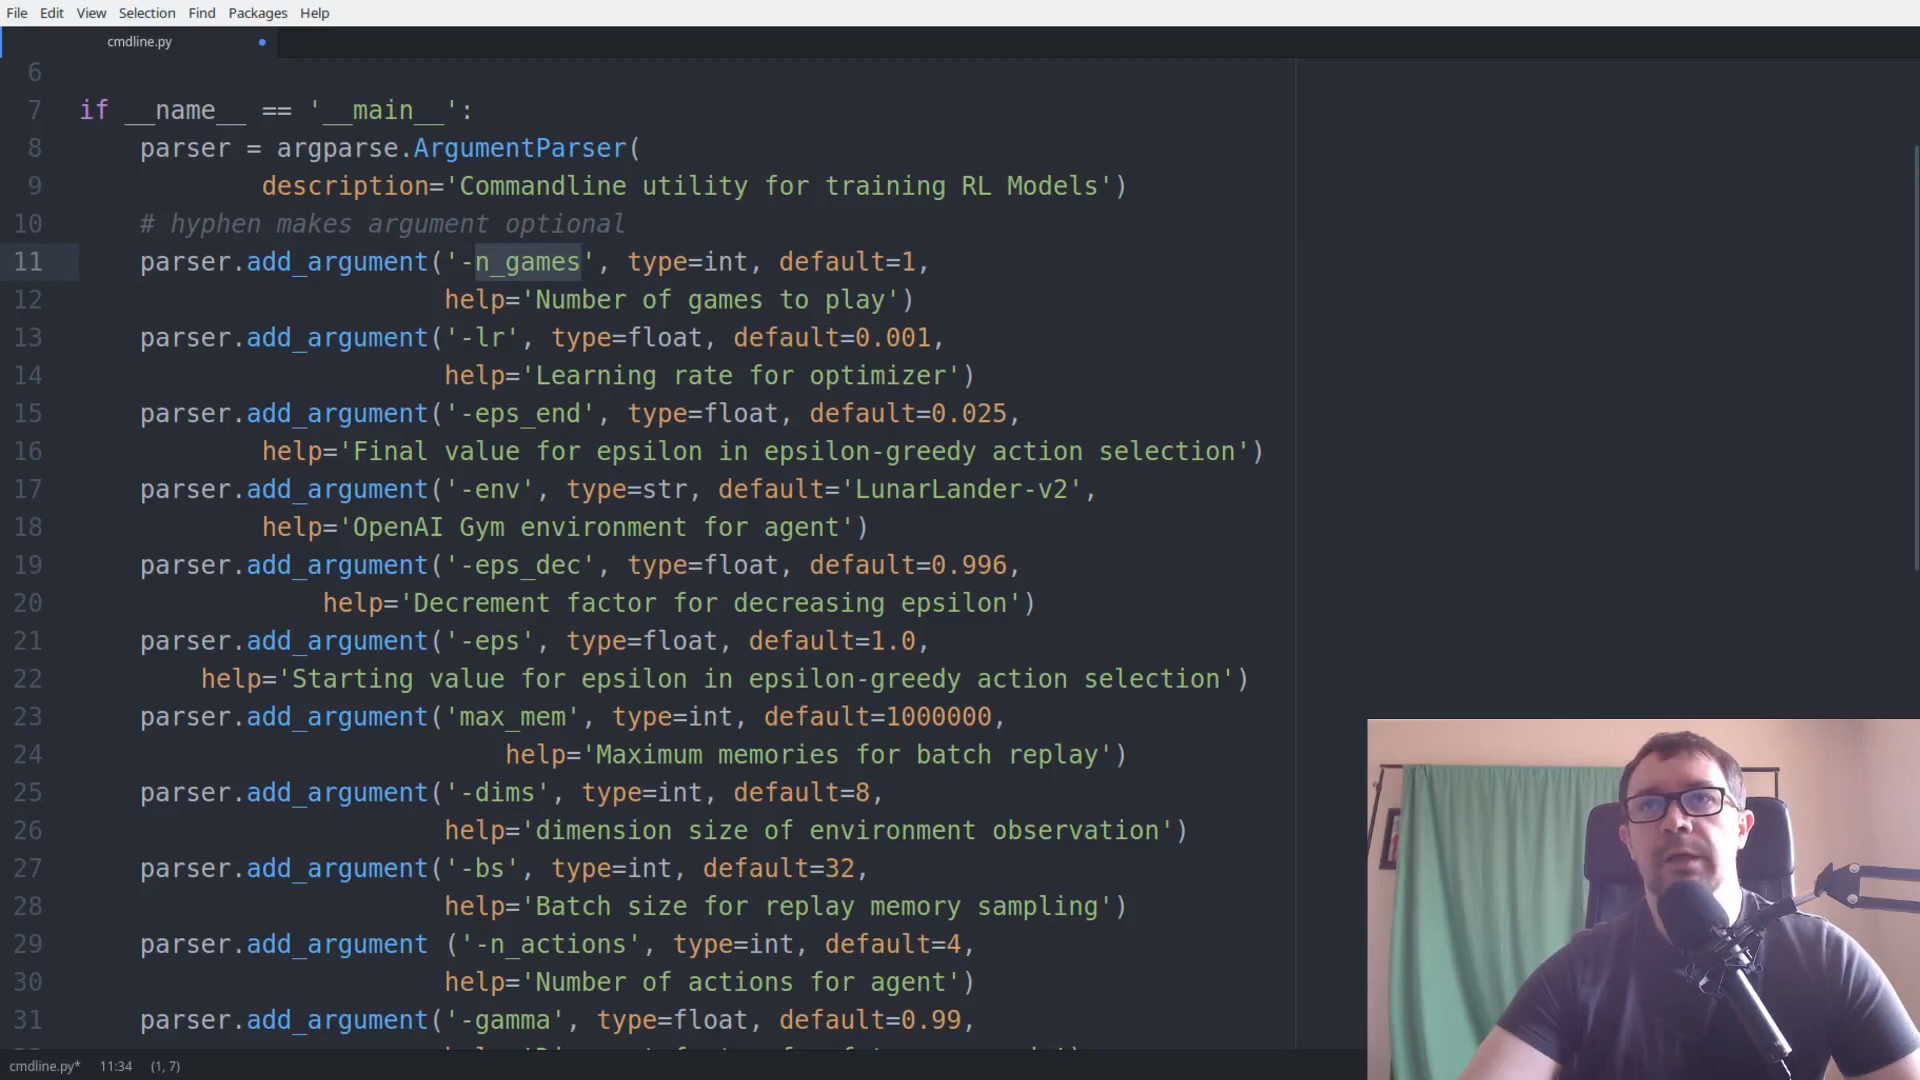 File Edit View Selection Find Packages Help
cmdline.py
6
7 if __name__ == '__main__':
8 parser = argparse.ArgumentParser(
9 description='Commandline utility for training RL Models')
10 # hyphen makes argument optional
11 parser.add_argument('-n_games', type=int, default=1,
12 help='Number of games to play')
13 parser.add_argument('-lr', type=float, default=0.001,
14 help='Learning rate for optimizer')
15 parser.add_argument('-eps_end', type=float, default=0.025,
16 help='Final value for epsilon in epsilon-greedy action selection')
17 parser.add_argument('-env', type=str, default='LunarLander-v2',
18 help='OpenAI Gym environment for agent')
19 parser.add_argument('-eps_dec', type=float, default=0.996,
20 help='Decrement factor for decreasing epsilon')
21 parser.add_argument('-eps', type=float, default=1.0,
22 help='Starting value for epsilon in epsilon-greedy action selection')
23 parser.add_argument('max_mem', type=int, default=1000000,
24 help='Maximum memories for batch replay')
25 parser.add_argument('-dims', type=int, default=8,
26 help='dimension size of environment observation')
27 parser.add_argument('-bs', type=int, default=32,
28 help='Batch size for replay memory sampling')
29 parser.add_argument ('-n_actions', type=int, default=4,
30 help='Number of actions for agent')
31 parser.add_argument('-gamma', type=float, default=0.99,
cmdline.py* 11:34 (1, 7)